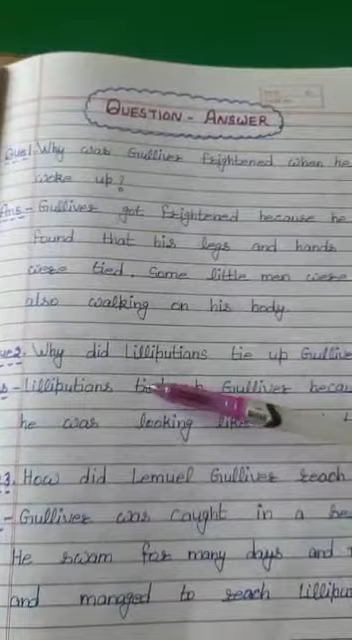 QUESTION - ANSWER
Que1. Why was Gulliver frightened when he
woke up?
Ans - Gulliver got frightened because he
found that his legs and hands
were tied. Some little men were
also walking on his body
Why did Lilliputians tie up
- Lilliputians Gulliver
he was looking
3. How did Lemuel Gulliver reach
- Gulliver was caught in a
He swam for many days and
and managed to reach